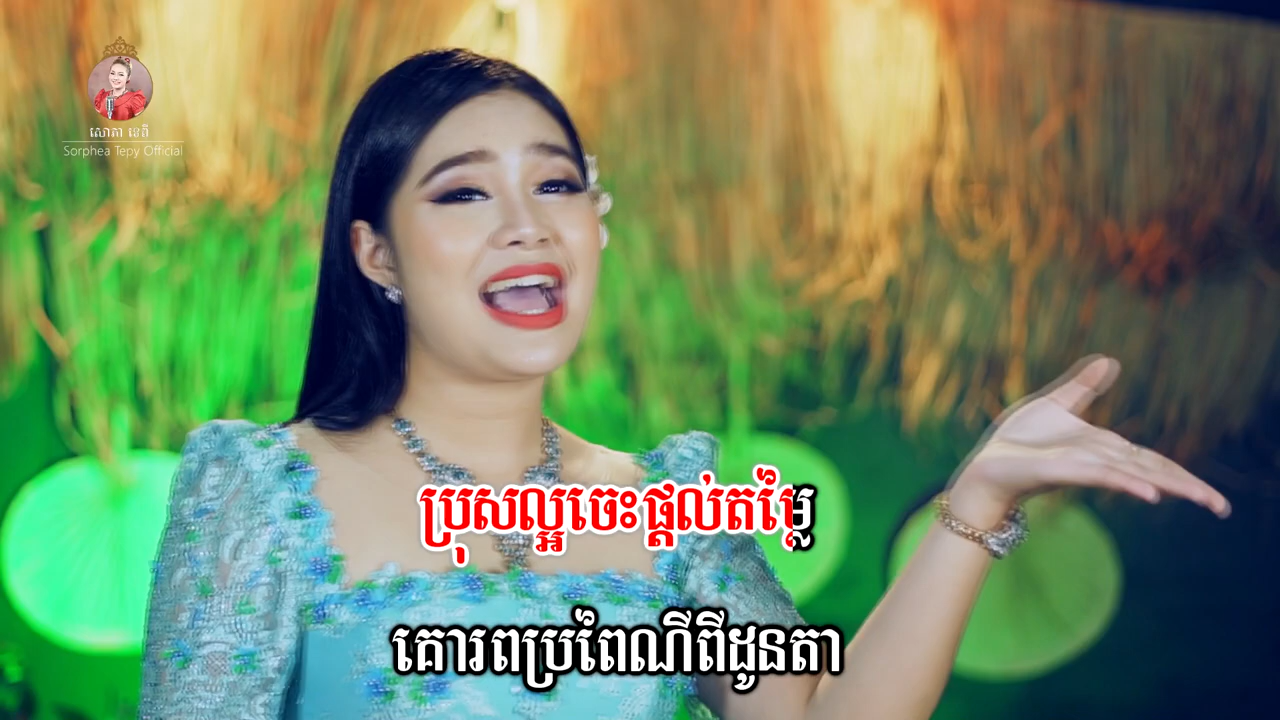 សោភា ទេពី
Sorphea Tepy Official
ប្រុសល្អចេះផ្ដល់តម្លៃ
គោរពប្រពៃណីពីដូនតា